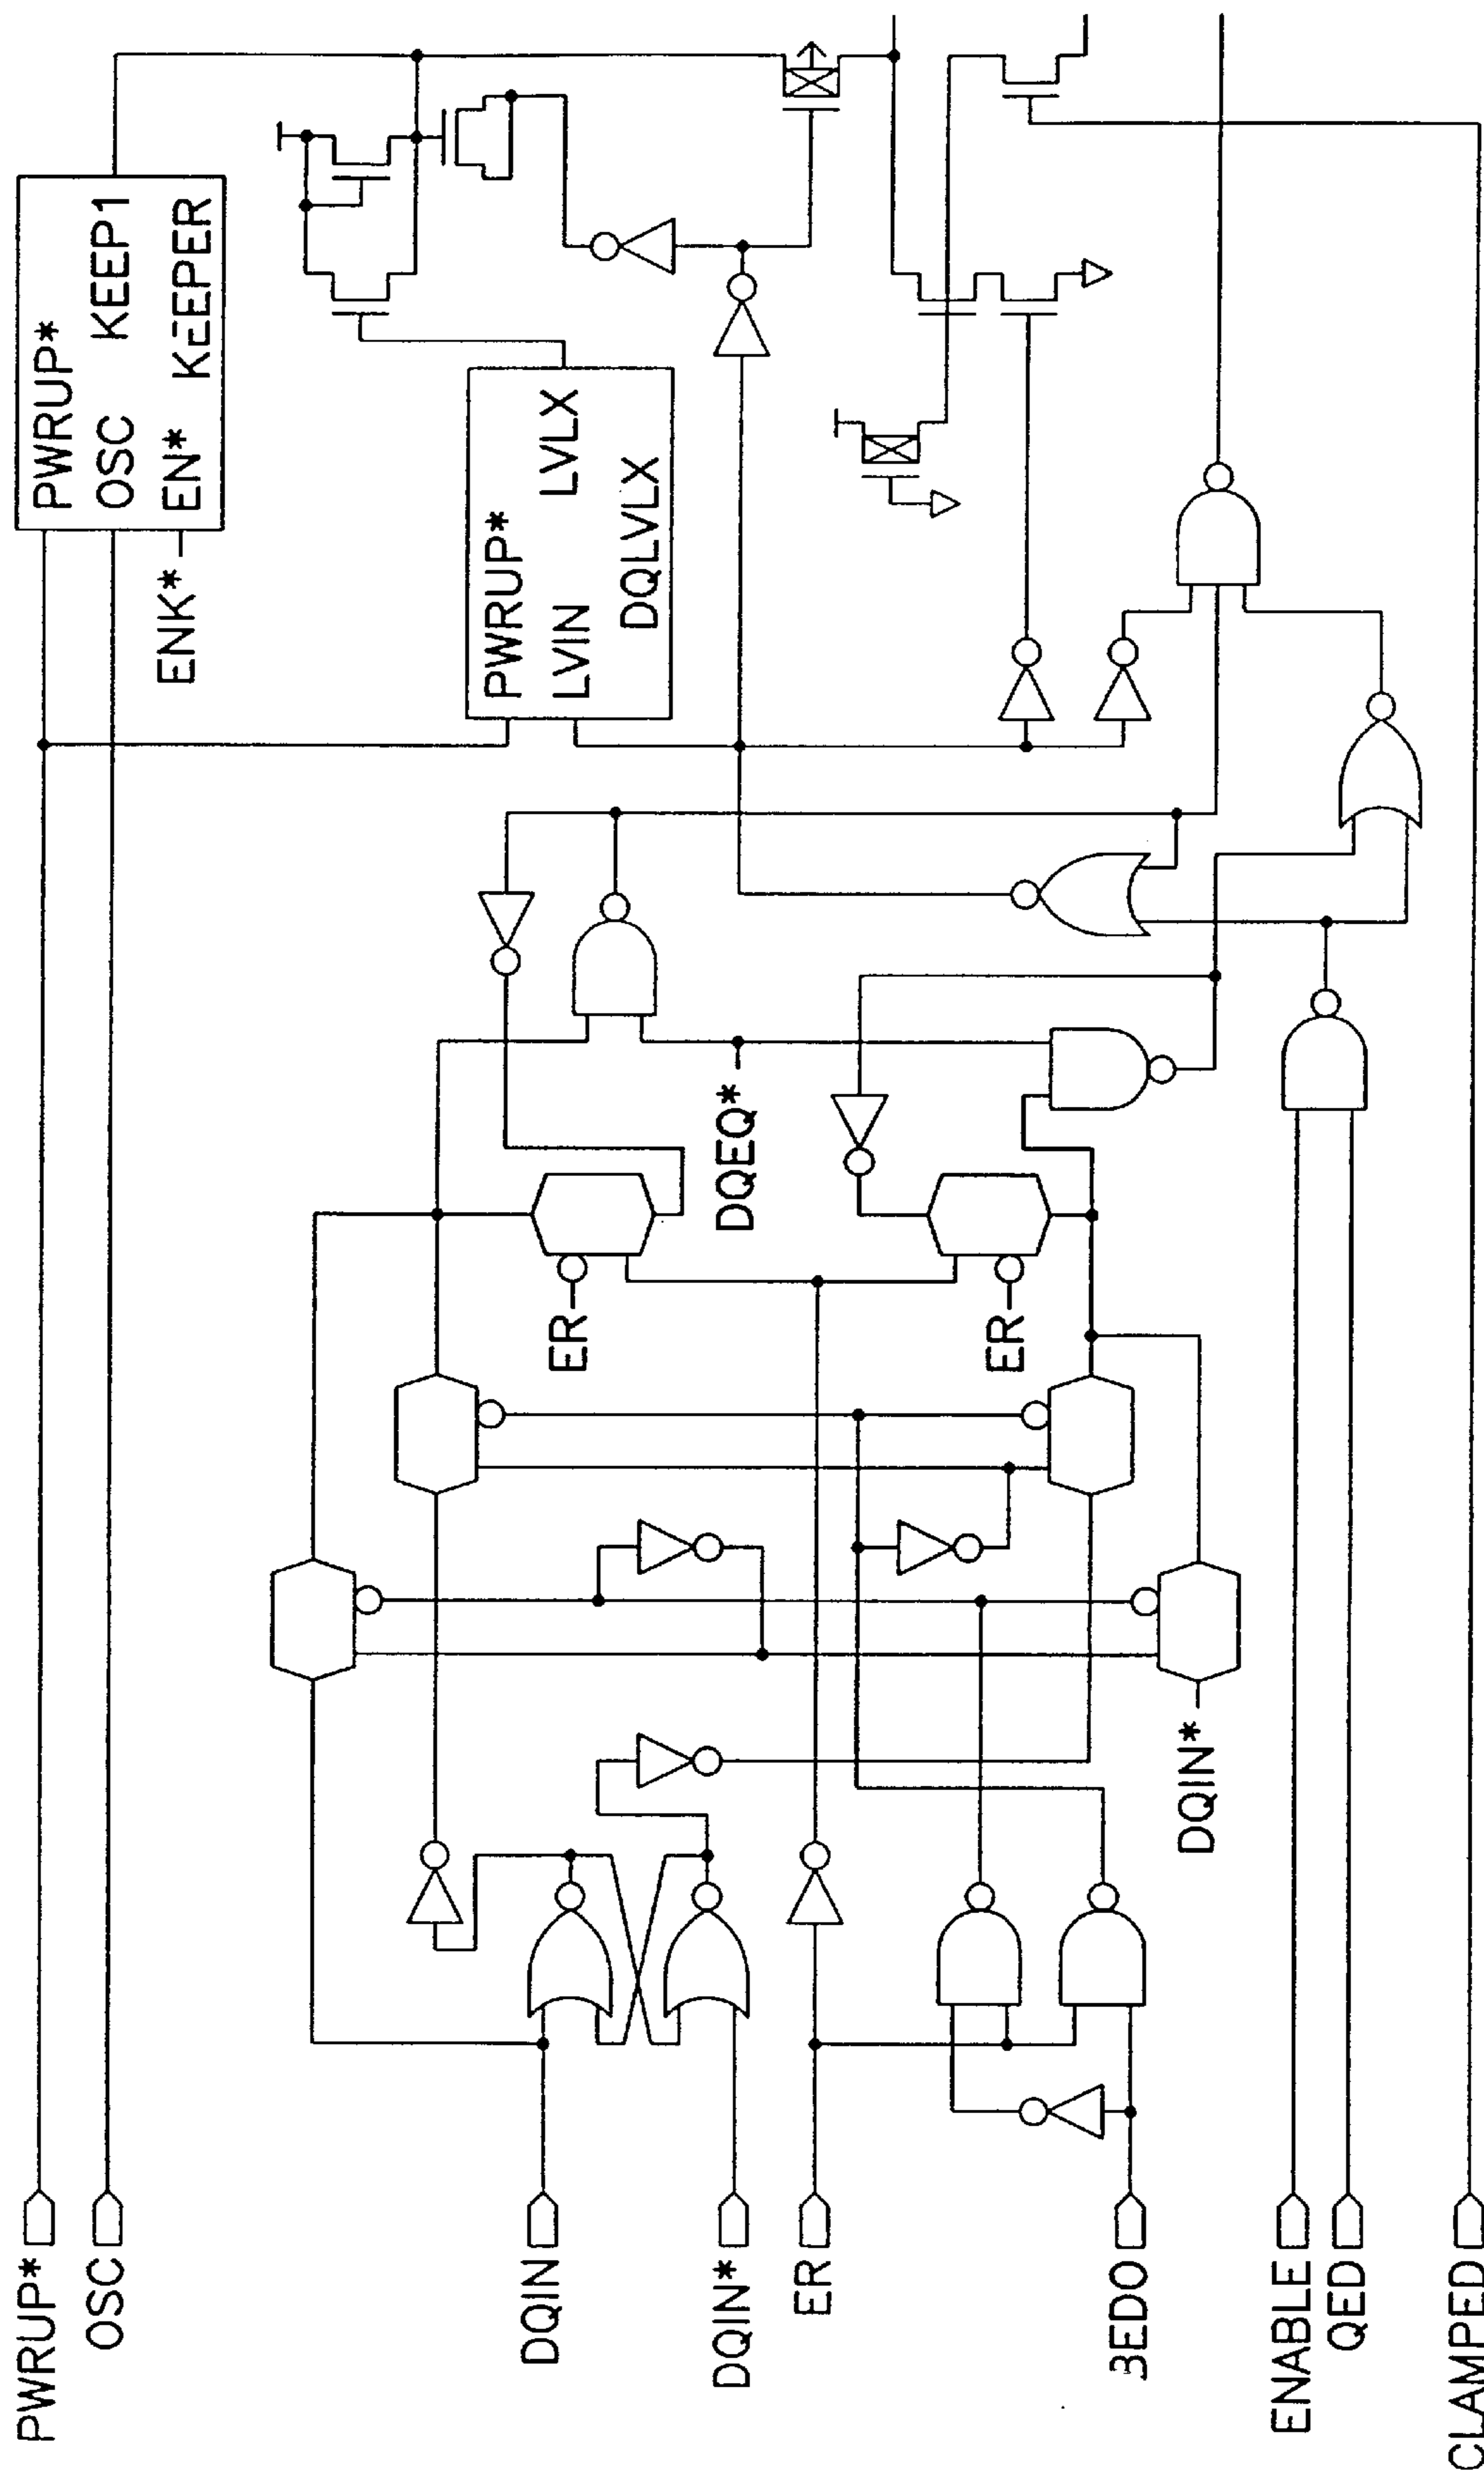 PWRUP*
OSC KEEP1
EN* KEEPER
ENK*
PWRUP*
LVIN LVLX
DQLVLX
DQEQ*
ER
ER
DQIN*
PWRUP*
OSC
DQIN
DQIN*
ER
3EDO
ENABLE
QED
CLAMPED